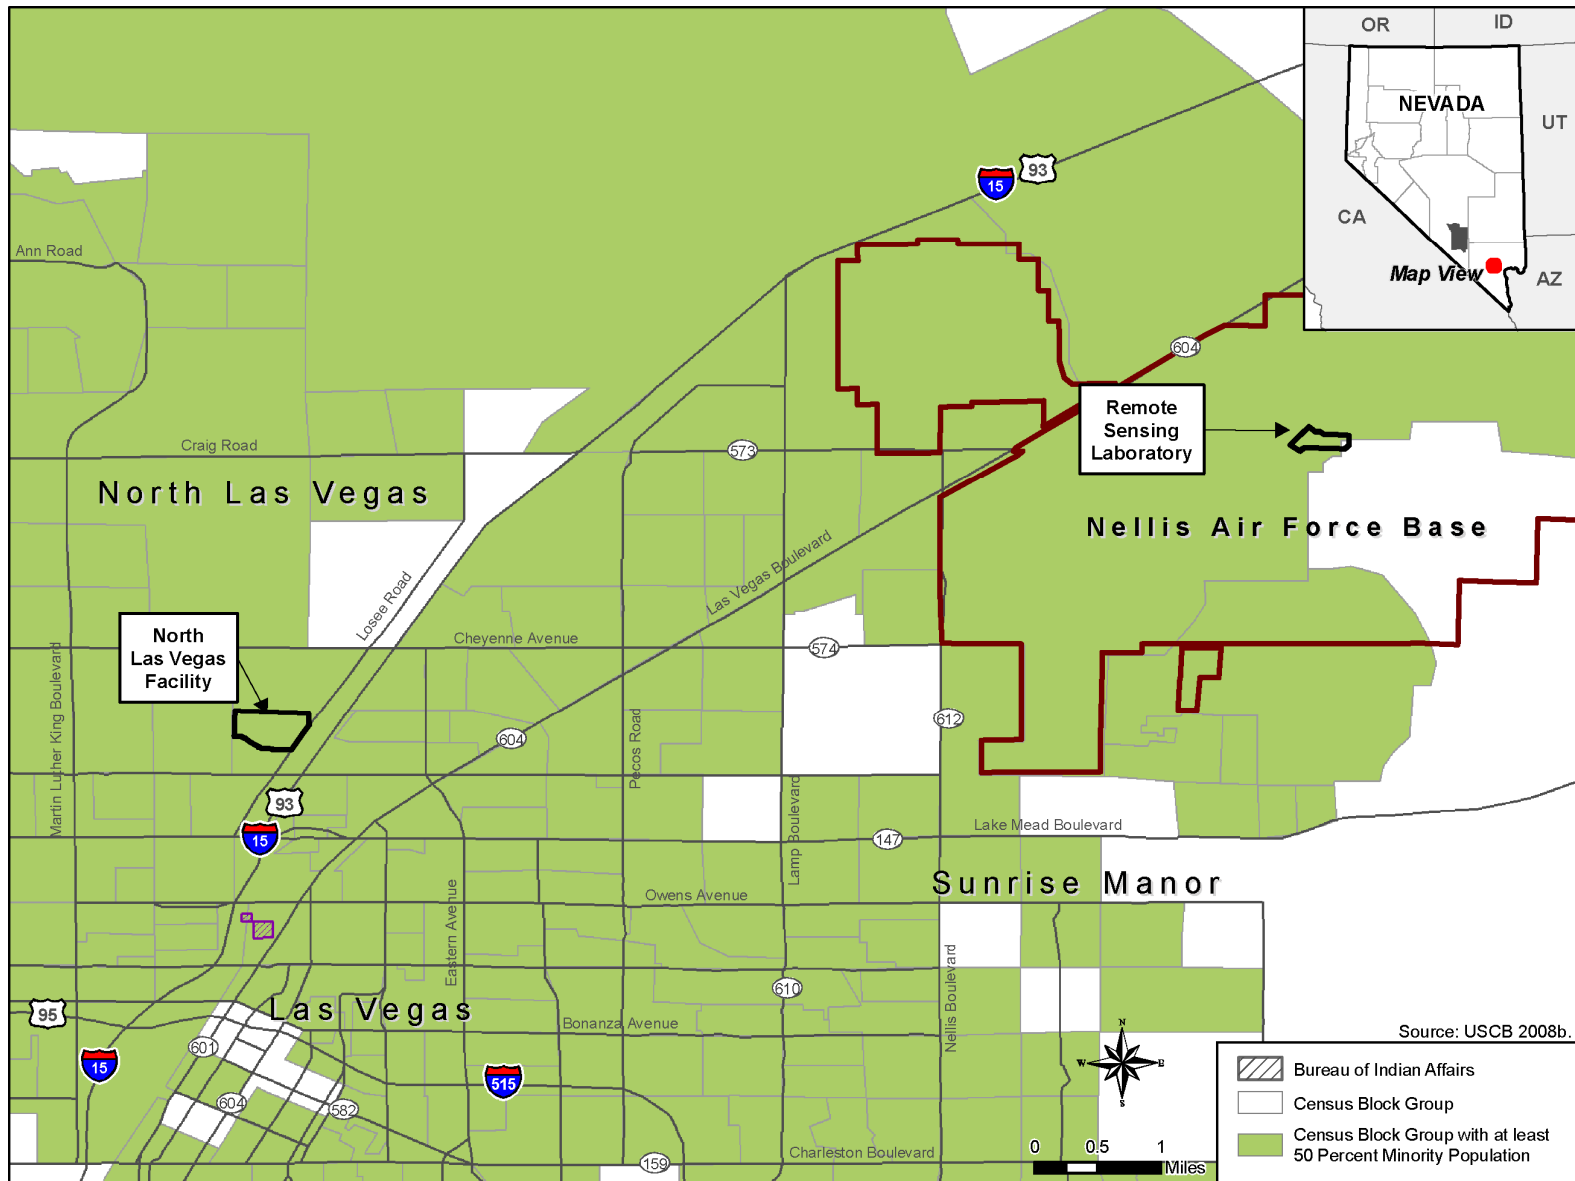 OR
ID
NEVADA
UT
CA
Map View
AZ
93
15
Ann Road
604
Remote
Sensing
Laboratory
Craig Road
573
North Las Vegas
Nellis Air Force Base
Las Vegas Boulevard
Losee Road
North
Las Vegas
Facility
Cheyenne Avenue
574
Martin Luther King Boulevard
612
604
Pecos Road
93
15
Lamp Boulevard
147
Lake Mead Boulevard
Sunrise Manor
Owens Avenue
Eastern Avenue
Nellis Boulevard
610
Las Vegas
95
Bonanza Avenue
601
15
515
604
582
N
W
E
S
Source: USCB 2008b.
Bureau of Indian Affairs
Census Block Group
Census Block Group with at least
50 Percent Minority Population
0 0.5 1
Miles
Charleston Boulevard
159